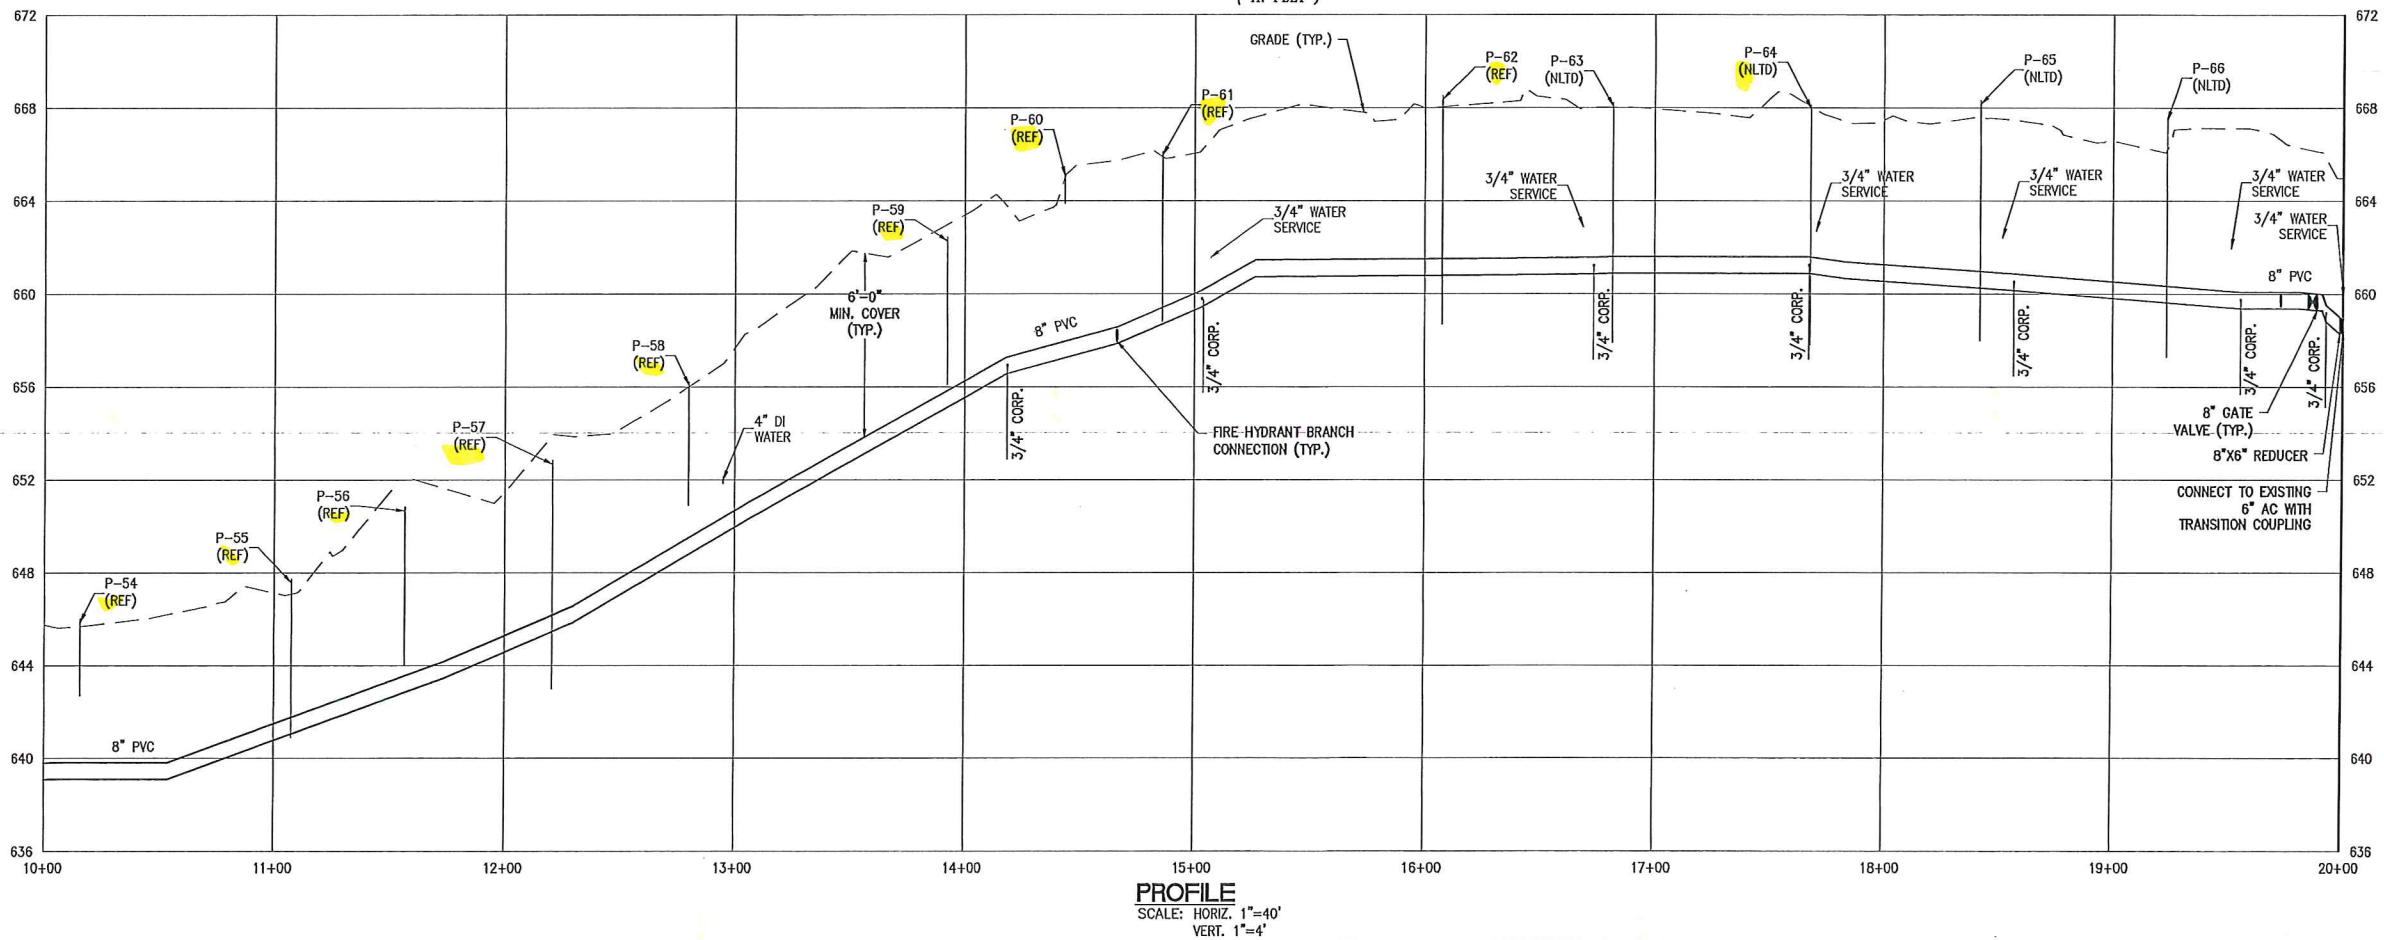 672
672
GRADE (TYP.)
P-62
(REF)
P-63
(NLTD)
P-64
(NLTD)
P-65
(NLTD)
P-66
(NLTD)
668
668
P-61
(REF)
P-60
(REF)
3/4" WATER
SERVICE
3/4" WATER
SERVICE
3/4" WATER
SERVICE
3/4" WATER
SERVICE
664
664
P-59
(REF)
3/4" WATER
SERVICE
3/4" WATER
SERVICE
660
660
6'-0"
MIN. COVER
(TYP.)
8" PVC
8" PVC
3/4" CORP.
3/4" CORP.
3/4" CORP.
3/4" CORP.
3/4" CORP.
3/4" CORP.
3/4" CORP.
P-58
(REF)
656
656
4" DI
WATER
FIRE HYDRANT BRANCH
CONNECTION (TYP.)
8" GATE
VALVE (TYP.)
8"X6" REDUCER
P-57
(REF)
652
652
CONNECT TO EXISTING
6" AC WITH
TRANSITION COUPLING
P-56
(REF)
P-55
(REF)
648
648
P-54
(REF)
644
644
8" PVC
640
640
636
636
10+00
11+00
12+00
13+00
14+00
15+00
16+00
17+00
18+00
19+00
20+00
PROFILE
SCALE: HORIZ. 1"=40'
VERT. 1"=4'